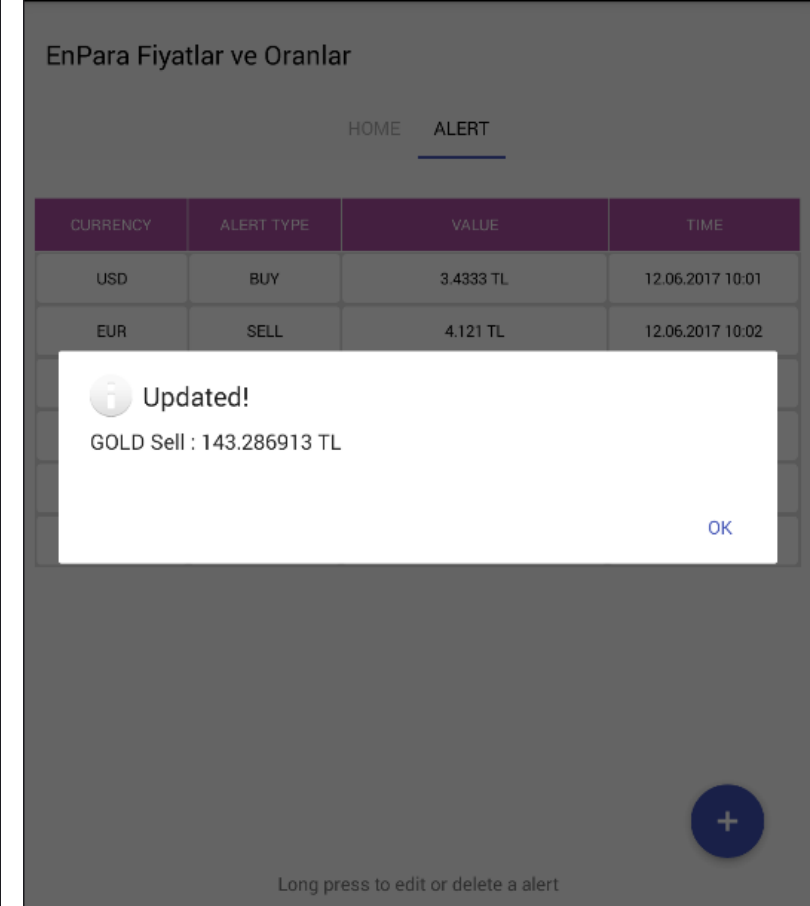 EnPara Fiyatlar ve Oranlar
HOME ALERT
CURRENCY ALERT TYPE VALUE TIME
USD BUY 3.4333 TL 12.06.2017 10:01
EUR SELL 4.121 TL 12.06.2017 10:02
Updated!
GOLD Sell : 143.286913 TL
OK
+
Long press to edit or delete a alert